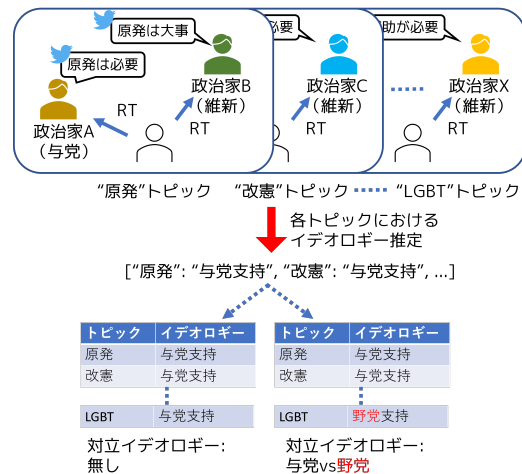 原発は大事
原発は必要
必要
助が必要
政治家A
(与党)
RT
政治家B
(維新)
RT
政治家C
(維新)
RT
政治家X
(維新)
RT
“原発”トピック
“改憲”トピック
“LGBT”トピック
各トピックにおける
イデオロギー推定
[“原発”: “与党支持”, “改憲”: “与党支持”, ...]
トピック イデオロギー
原発 与党支持
改憲 与党支持
LGBT 与党支持
対立イデオロギー:
無し
トピック イデオロギー
原発 与党支持
改憲 与党支持
LGBT 野党支持
対立イデオロギー:
与党vs野党